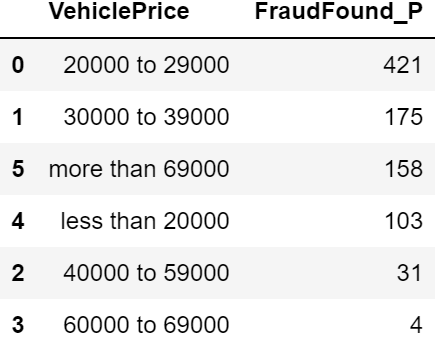 VehiclePrice FraudFound_P
0 20000 to 29000 421
1 30000 to 39000 175
5 more than 69000 158
4 less than 20000 103
2 40000 to 59000 31
3 60000 to 69000 4